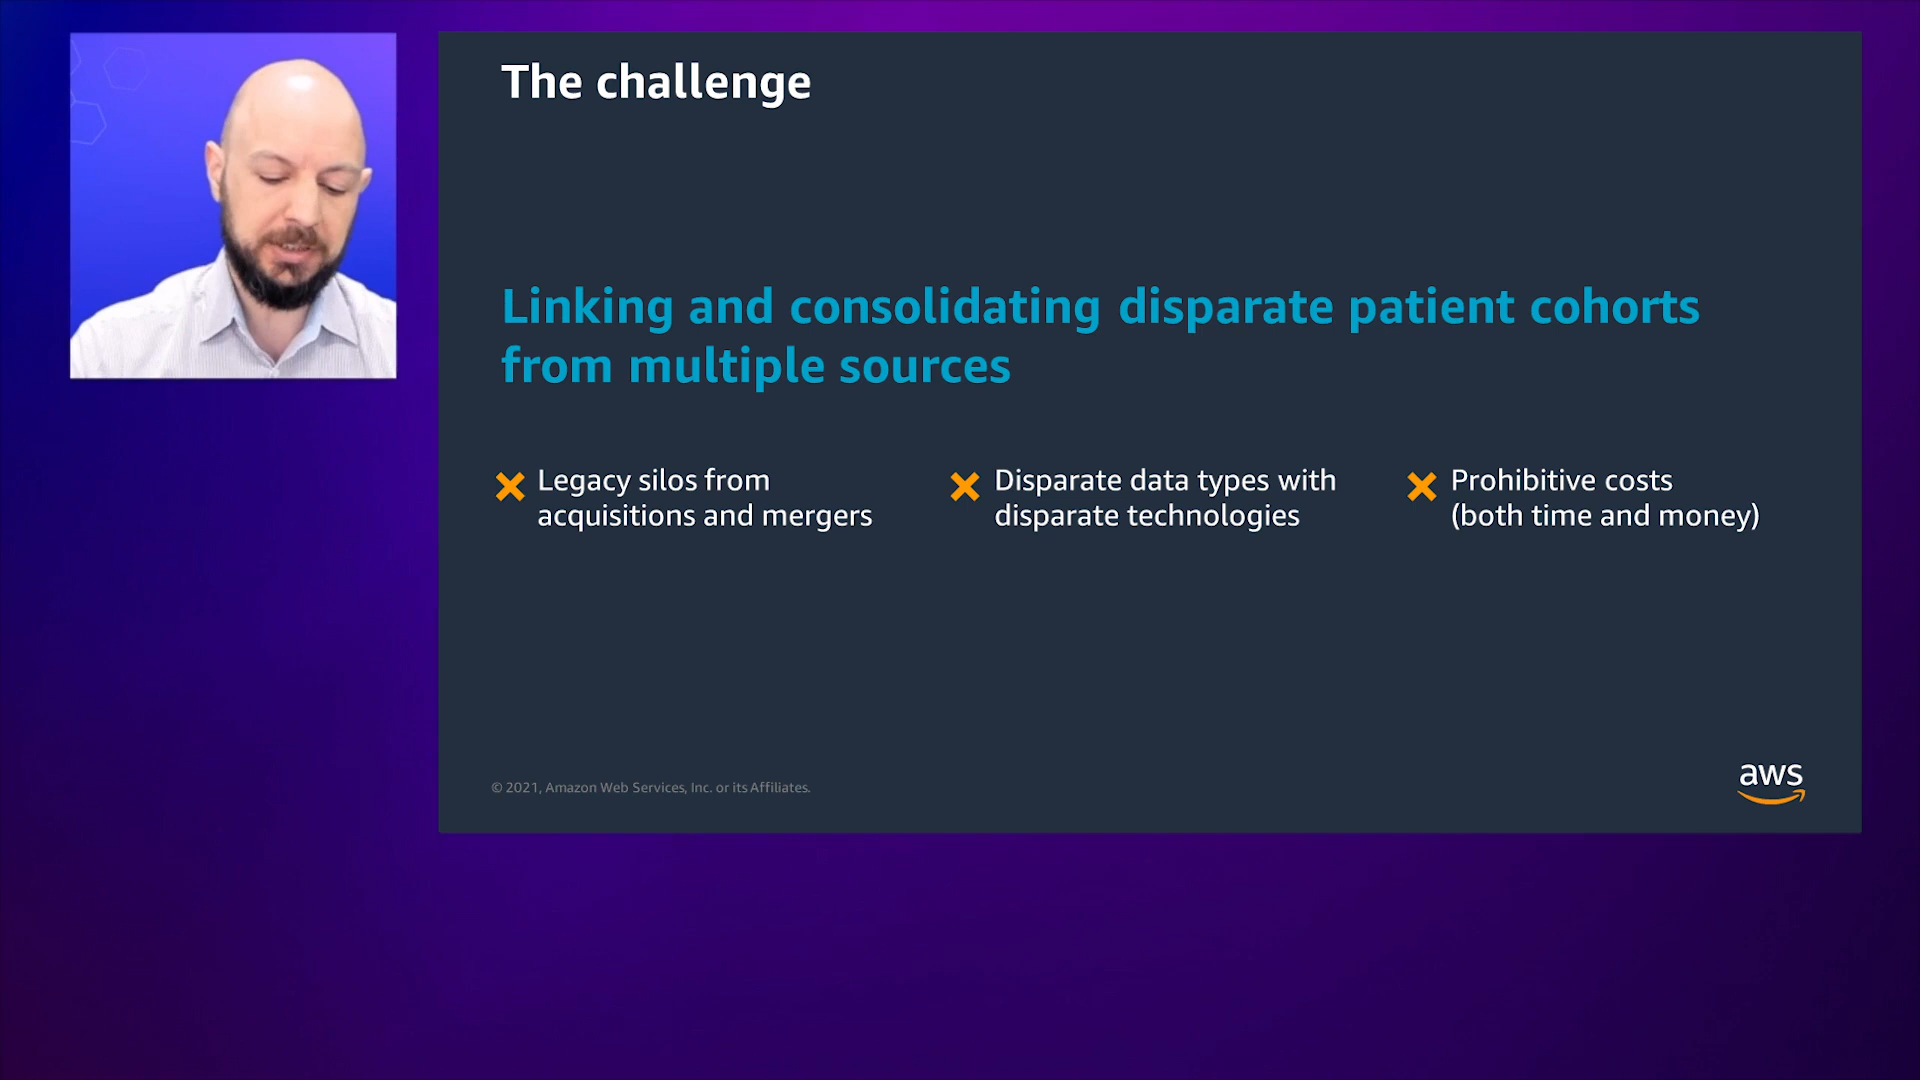 The challenge
Linking and consolidating disparate patient cohorts
from multiple sources
Legacy silos from
acquisitions and mergers
Disparate data types with
disparate technologies
Prohibitive costs
(both time and money)
© 2021, Amazon Web Services, Inc. or its Affiliates.
aws